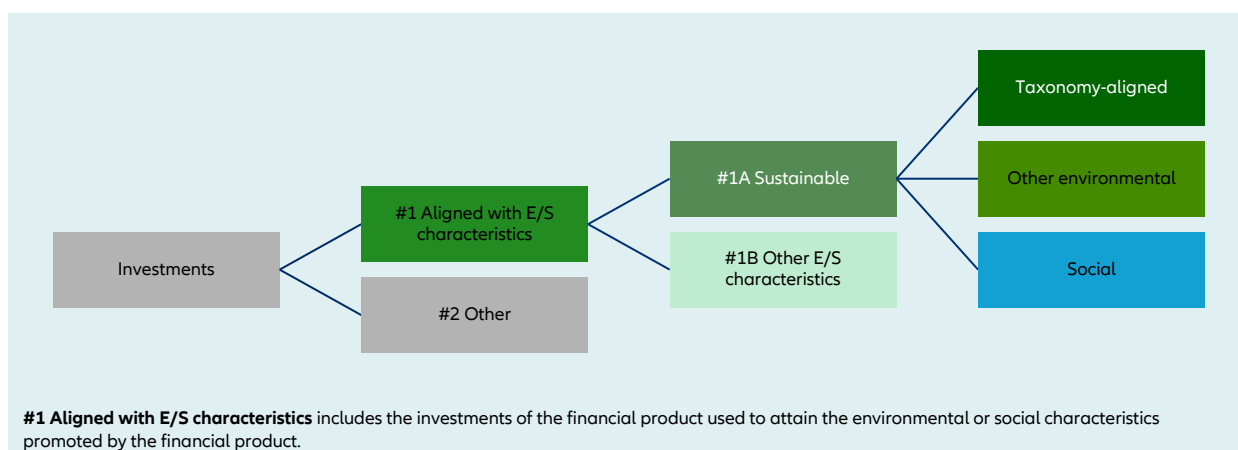 Taxonomy-aligned
#1A Sustainable
Other environmental
#1 Aligned with E/S
characteristics
#1B Other E/S
characteristics
Investments
Social
#2 Other
#1 Aligned with E/S characteristics includes the investments of the financial product used to attain the environmental or social characteristics
promoted by the financial product.